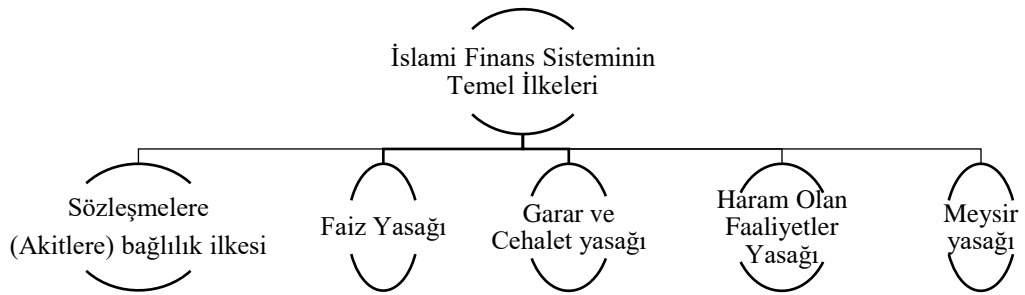 İslami Finans Sisteminin
Temel İlkeleri
Sözleşmelere
(Akitlere) bağlılık ilkesi
Faiz Yasağı
Garar ve
Cehalet yasağı
Haram Olan
Faaliyetler
Yasağı
Meysir
yasağı